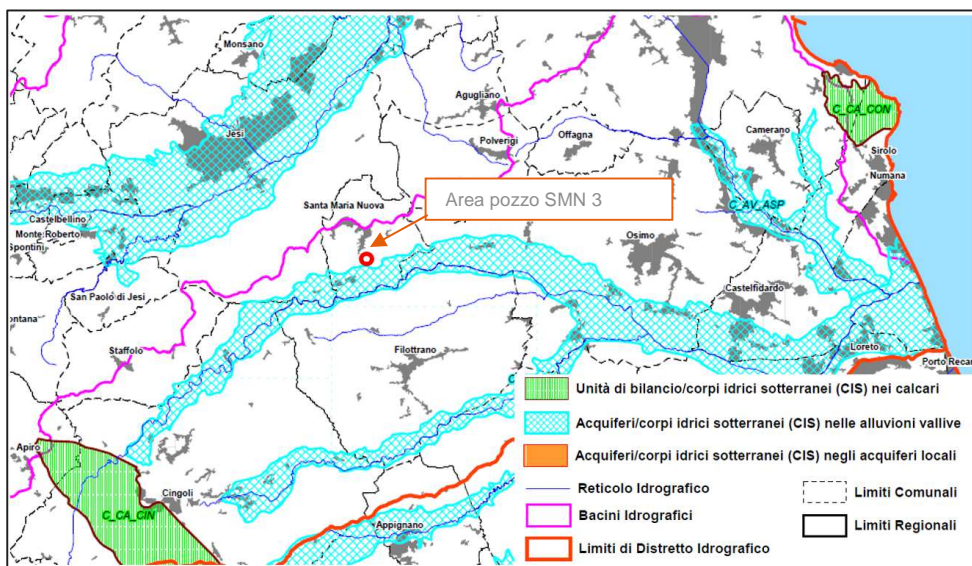 Monsano
Jesi
Agugliano
Polverigi
Offagna
Camerano
C_CA_CON
Sirolo
Numana
Castelbellino
Monte Roberto
Spontini
Santa Maria Nuova
Area pozzo SMN 3
C_AV_ASP
Osimo
San Paolo di Jesi
Castelfidardo
Staffolo
Filottrano
Loreto
Porto Recan
Apiro
Cingoli
C_CA_CIN
Appignano
Unità di bilancio/corpi idrici sotterranei (CIS) nei calcari
Acquiferi/corpi idrici sotterranei (CIS) nelle alluvioni vallive
Acquiferi/corpi idrici sotterranei (CIS) negli acquiferi locali
Reticolo Idrografico
Limiti Comunali
Bacini Idrografici
Limiti Regionali
Limiti di Distretto Idrografico